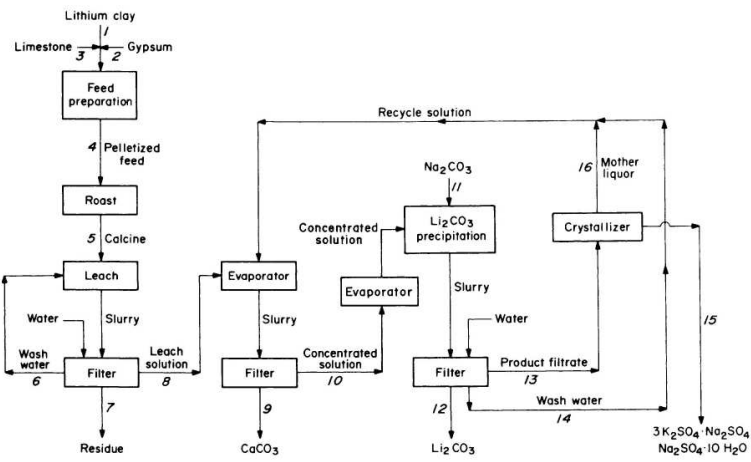 Lithium clay
1
Limestone
3
2
Gypsum
Feed
preparation
4
Pelletized
feed
Roast
5
Calcine
Leach
Water
Slurry
Wash
water
6
Filter
7
Residue
Leach
solution
8
Recycle solution
Evaporator
Slurry
Filter
9
CaCO₃
Concentrated
solution
10
Evaporator
Concentrated
solution
Na₂CO₃
11
Li₂CO₃
precipitation
Slurry
Water
Filter
12
Li₂CO₃
Product filtrate
13
Wash water
14
16
Mother
liquor
Crystallizer
15
3K₂SO₄·Na₂SO₄
Na₂SO₄·10 H₂O